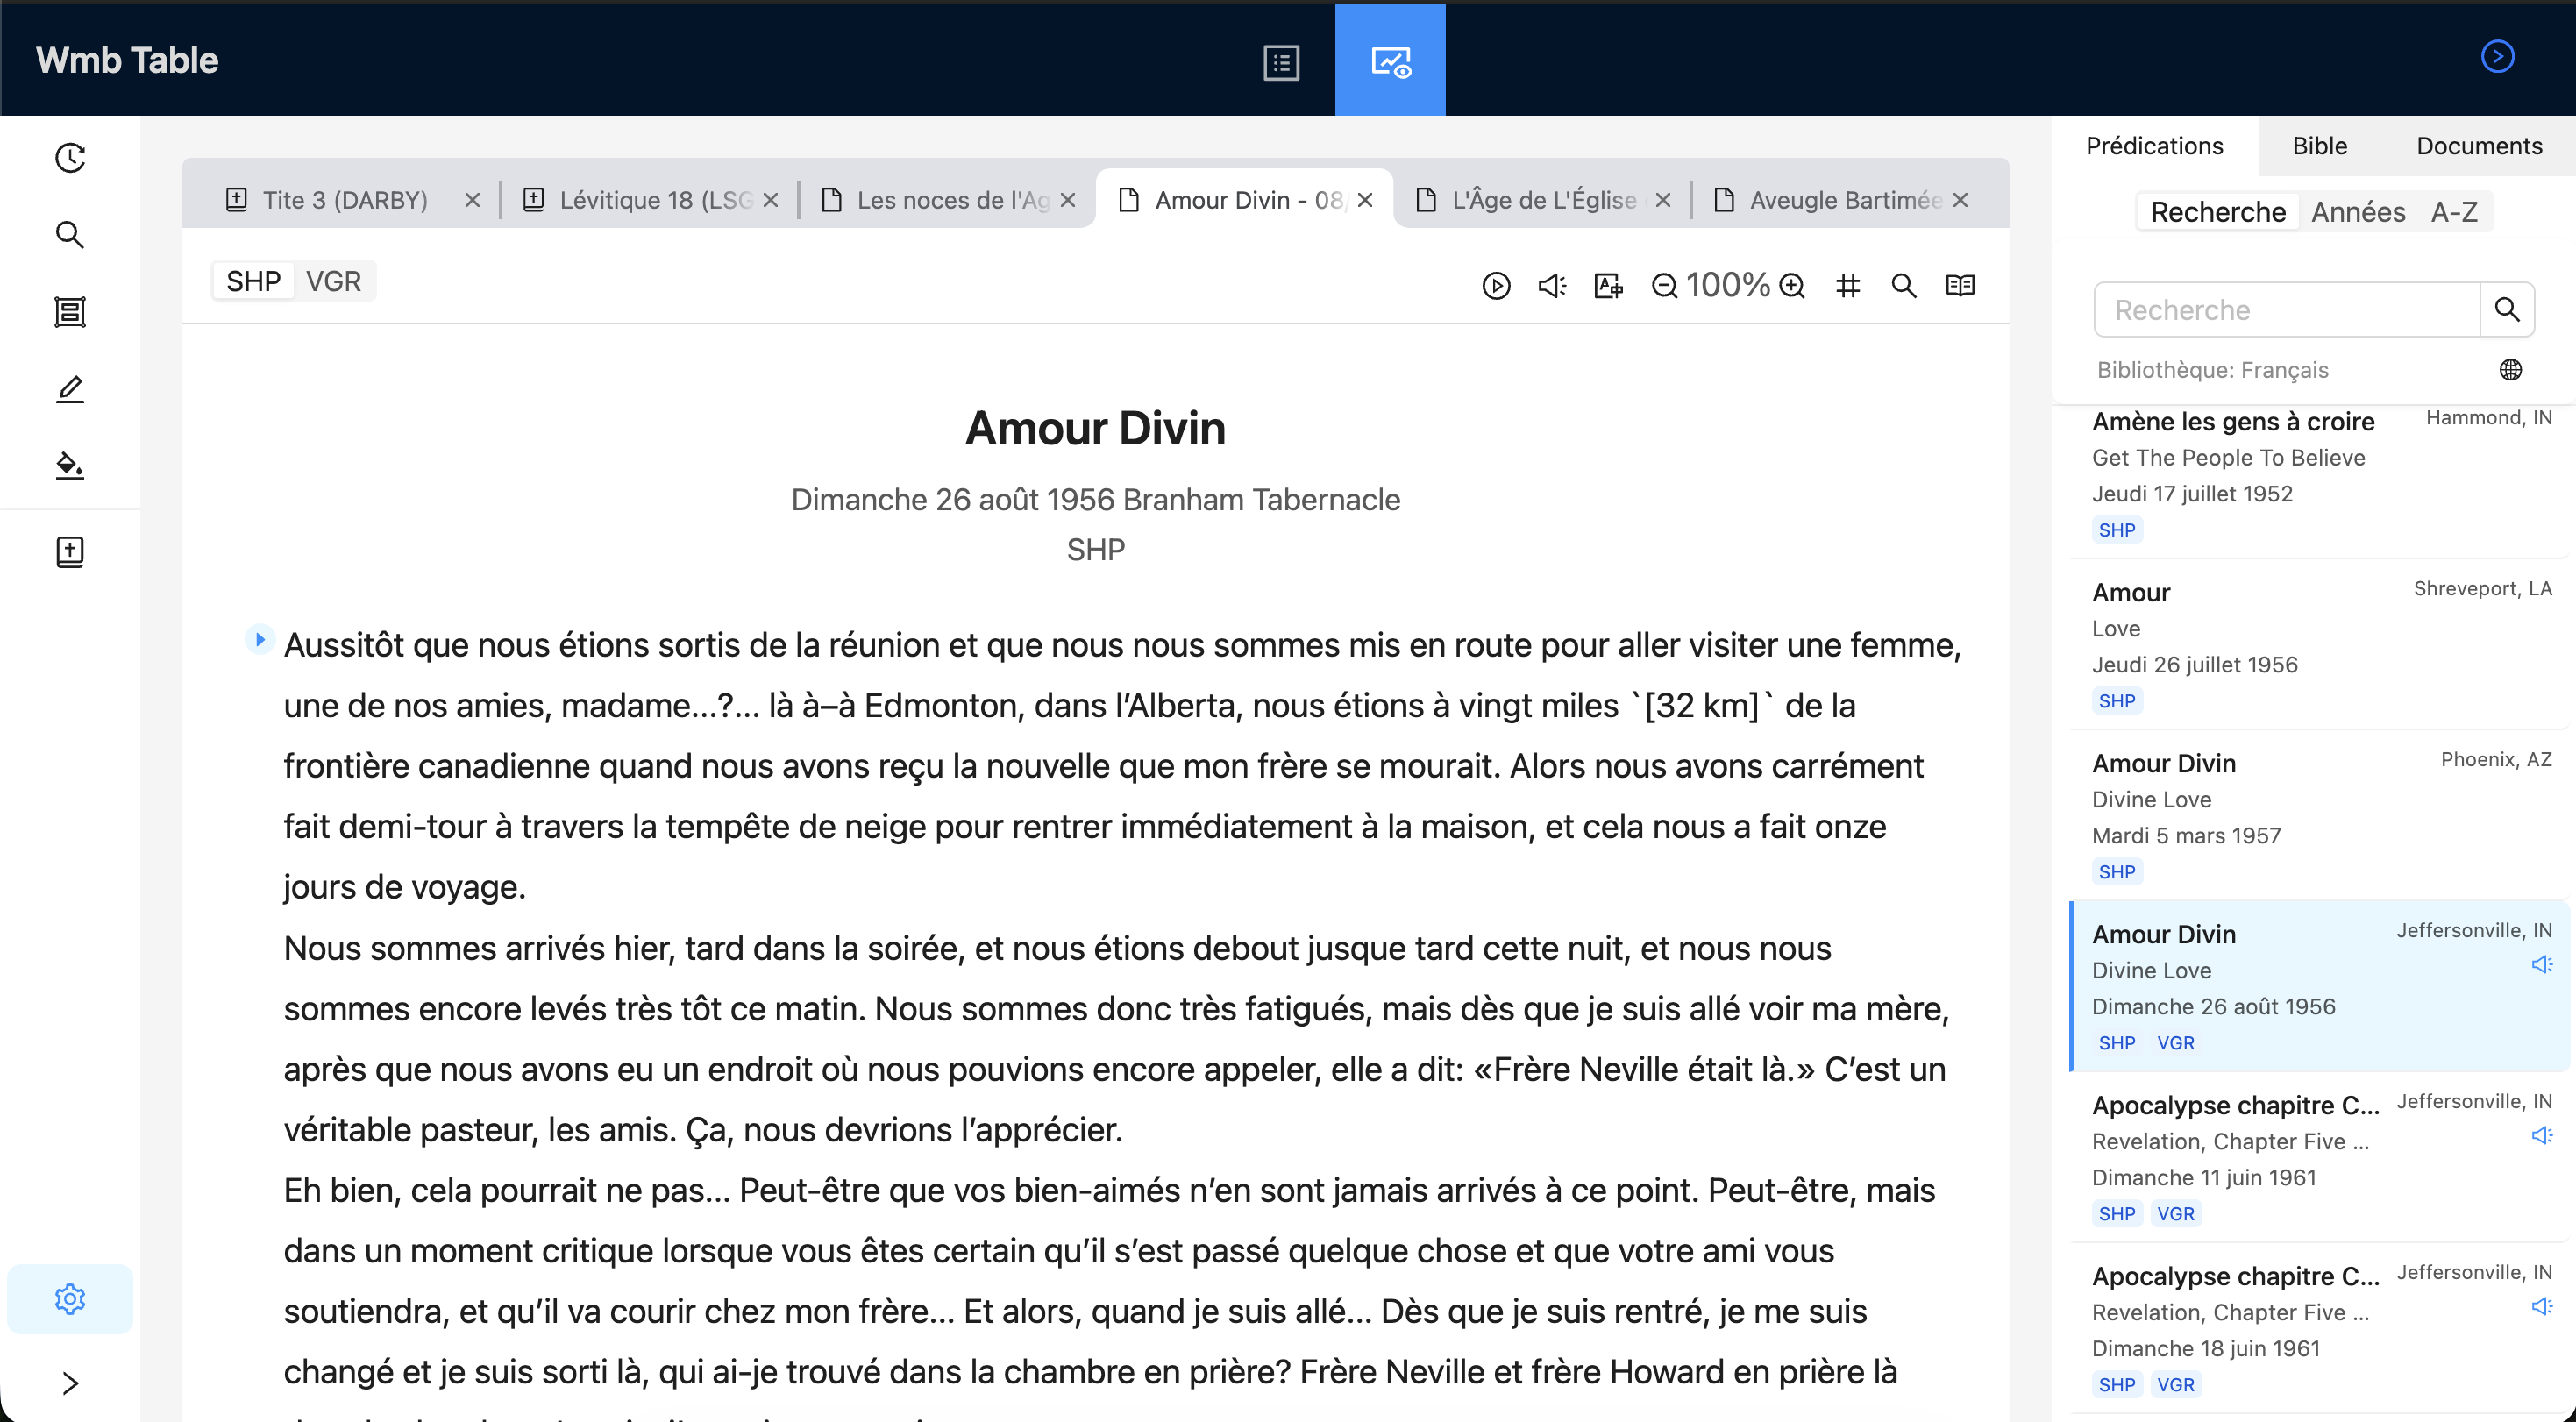 Wmb Table
Tite 3 (DARBY)
Lévitique 18 (LSG
Les noces de l'Ag
Amour Divin - 08/
L'Âge de L'Église
Aveugle Bartimée
SHP VGR
100%
Amour Divin
Dimanche 26 août 1956 Branham Tabernacle
SHP
Aussitôt que nous étions sortis de la réunion et que nous nous sommes mis en route pour aller visiter une femme,
une de nos amies, madame...?... là à–à Edmonton, dans l’Alberta, nous étions à vingt miles `[32 km]` de la
frontière canadienne quand nous avons reçu la nouvelle que mon frère se mourait. Alors nous avons carrément
fait demi-tour à travers la tempête de neige pour rentrer immédiatement à la maison, et cela nous a fait onze
jours de voyage.
Nous sommes arrivés hier, tard dans la soirée, et nous étions debout jusque tard cette nuit, et nous nous
sommes encore levés très tôt ce matin. Nous sommes donc très fatigués, mais dès que je suis allé voir ma mère,
après que nous avons eu un endroit où nous pouvions encore appeler, elle a dit: «Frère Neville était là.» C’est un
véritable pasteur, les amis. Ça, nous devrions l’apprécier.
Eh bien, cela pourrait ne pas... Peut-être que vos bien-aimés n’en sont jamais arrivés à ce point. Peut-être, mais
dans un moment critique lorsque vous êtes certain qu’il s’est passé quelque chose et que votre ami vous
soutiendra, et qu’il va courir chez mon frère... Et alors, quand je suis allé... Dès que je suis rentré, je me suis
changé et je suis sorti là, qui ai-je trouvé dans la chambre en prière? Frère Neville et frère Howard en prière là
Prédications Bible Documents
Recherche Années A-Z
Recherche
Bibliothèque: Français
Amène les gens à croire
Hammond, IN
Get The People To Believe
Jeudi 17 juillet 1952
SHP
Amour
Shreveport, LA
Love
Jeudi 26 juillet 1956
SHP
Amour Divin
Phoenix, AZ
Divine Love
Mardi 5 mars 1957
SHP
Amour Divin
Jeffersonville, IN
Divine Love
Dimanche 26 août 1956
SHP VGR
Apocalypse chapitre C...
Jeffersonville, IN
Revelation, Chapter Five ...
Dimanche 11 juin 1961
SHP VGR
Apocalypse chapitre C...
Jeffersonville, IN
Revelation, Chapter Five ...
Dimanche 18 juin 1961
SHP VGR